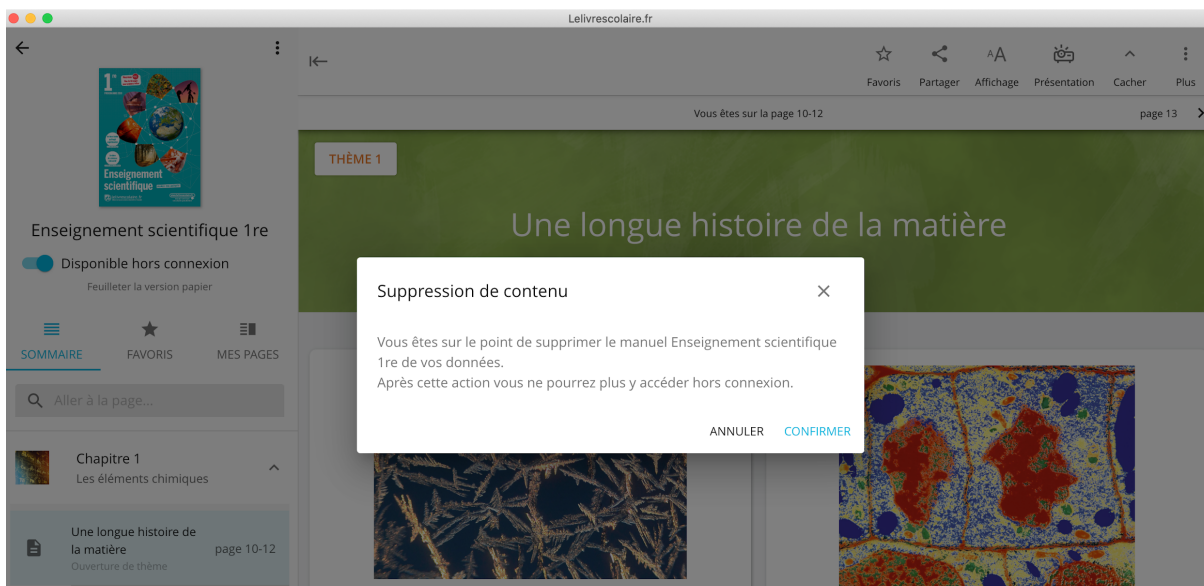 Lelivrescolaire.fr
1re
Enseignement
scientifique
Enseignement scientifique 1re
Disponible hors connexion
Feuilleter la version papier
SOMMAIRE
FAVORIS
MES PAGES
Aller à la page...
Chapitre 1
Les éléments chimiques
Une longue histoire de
la matière
page 10-12
Ouverture de thème
Favoris
Partager
AA
Affichage
Présentation
Cacher
Plus
Vous êtes sur la page 10-12
page 13
THÈME 1
Une longue histoire de la matière
Suppression de contenu
Vous êtes sur le point de supprimer le manuel Enseignement scientifique
1re de vos données.
Après cette action vous ne pourrez plus y accéder hors connexion.
ANNULER
CONFIRMER